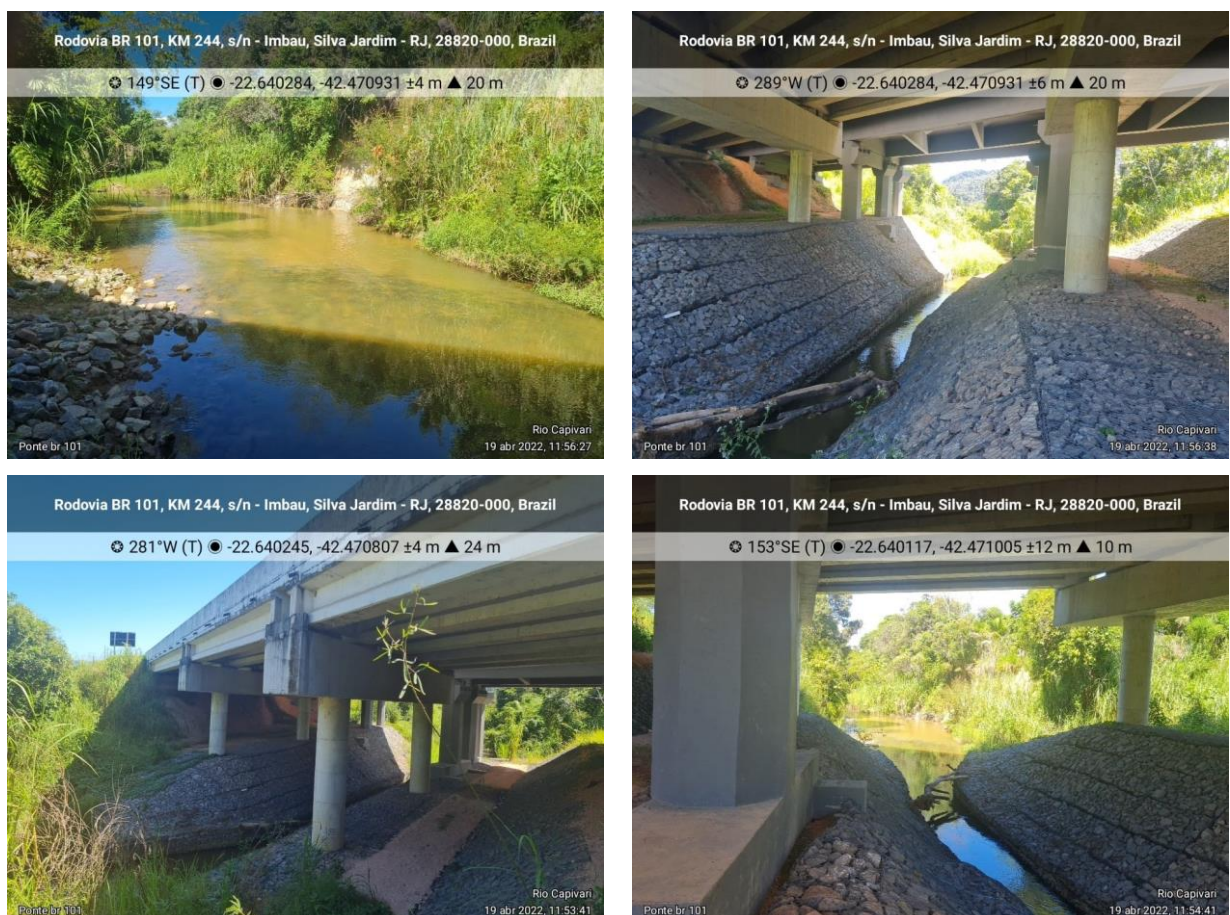 Rodovia BR 101, KM 244, s/n - Imbau, Silva Jardim - RJ, 28820-000, Brazil
149°SE (T) -22.640284, -42.470931 ±4 m ▲ 20 m
Rio Capivari
Ponte br 101
19 abr 2022, 11:56:27
Rodovia BR 101, KM 244, s/n - Imbau, Silva Jardim - RJ, 28820-000, Brazil
289°W (T) -22.640284, -42.470931 ±6 m ▲ 20 m
Rio Capivari
Ponte br 101
19 abr 2022, 11:56:38
Rodovia BR 101, KM 244, s/n - Imbau, Silva Jardim - RJ, 28820-000, Brazil
281°W (T) -22.640245, -42.470807 ±4 m ▲ 24 m
Rio Capivari
Ponte br 101
19 abr 2022, 11:53:41
Rodovia BR 101, KM 244, s/n - Imbau, Silva Jardim - RJ, 28820-000, Brazil
153°SE (T) -22.640117, -42.471005 ±12 m ▲ 10 m
Rio Capivari
Ponte br 101
19 abr 2022, 11:54:41